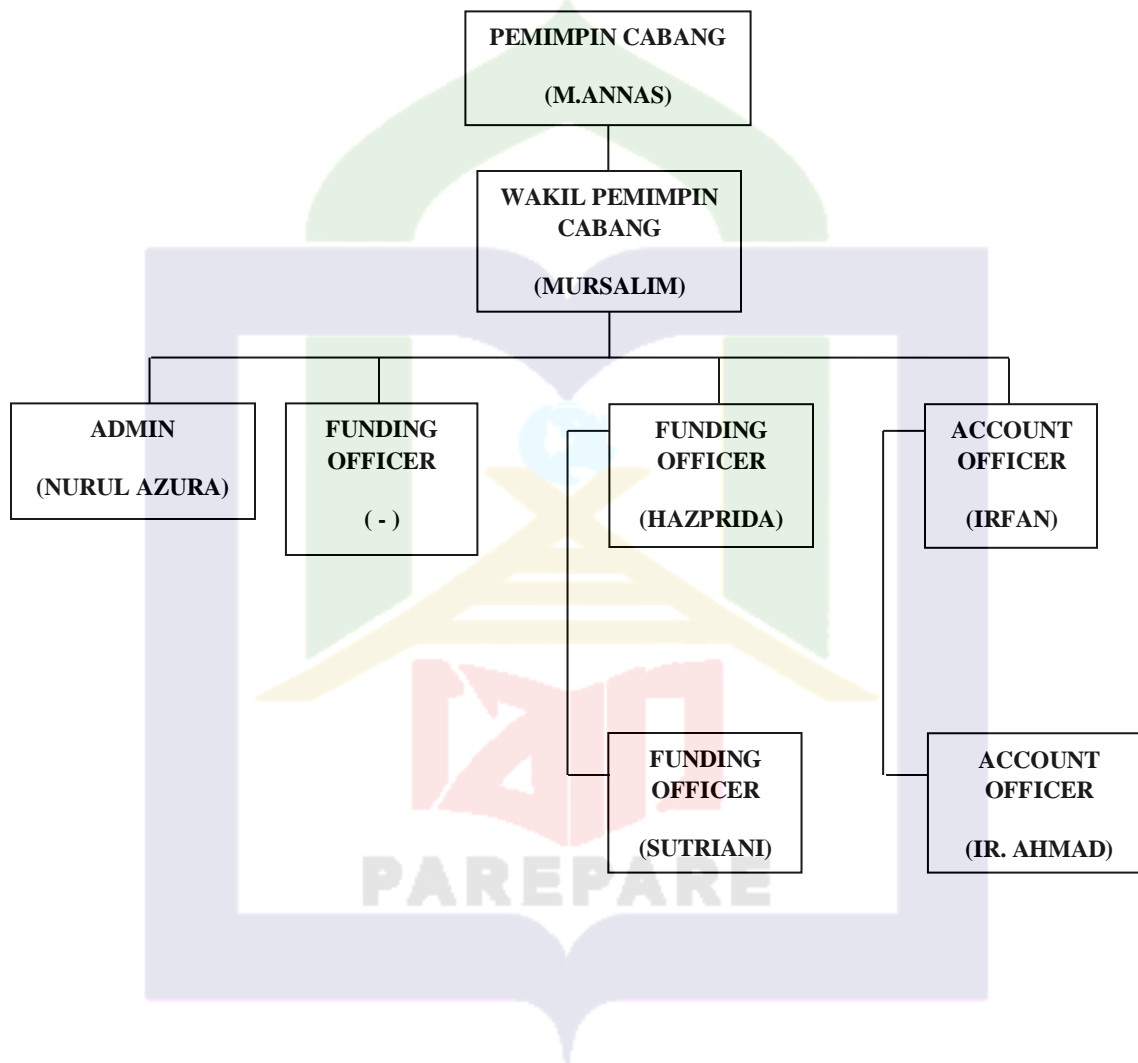 PEMIMPIN CABANG
(M.ANNAS)
WAKIL PEMIMPIN
CABANG
(MURSALIM)
ADMIN
(NURUL AZURA)
FUNDING
OFFICER
( - )
FUNDING
OFFICER
(HAZPRIDA)
ACCOUNT
OFFICER
(IRFAN)
FUNDING
OFFICER
(SUTRIANI)
ACCOUNT
OFFICER
(IR. AHMAD)
PAREPARE